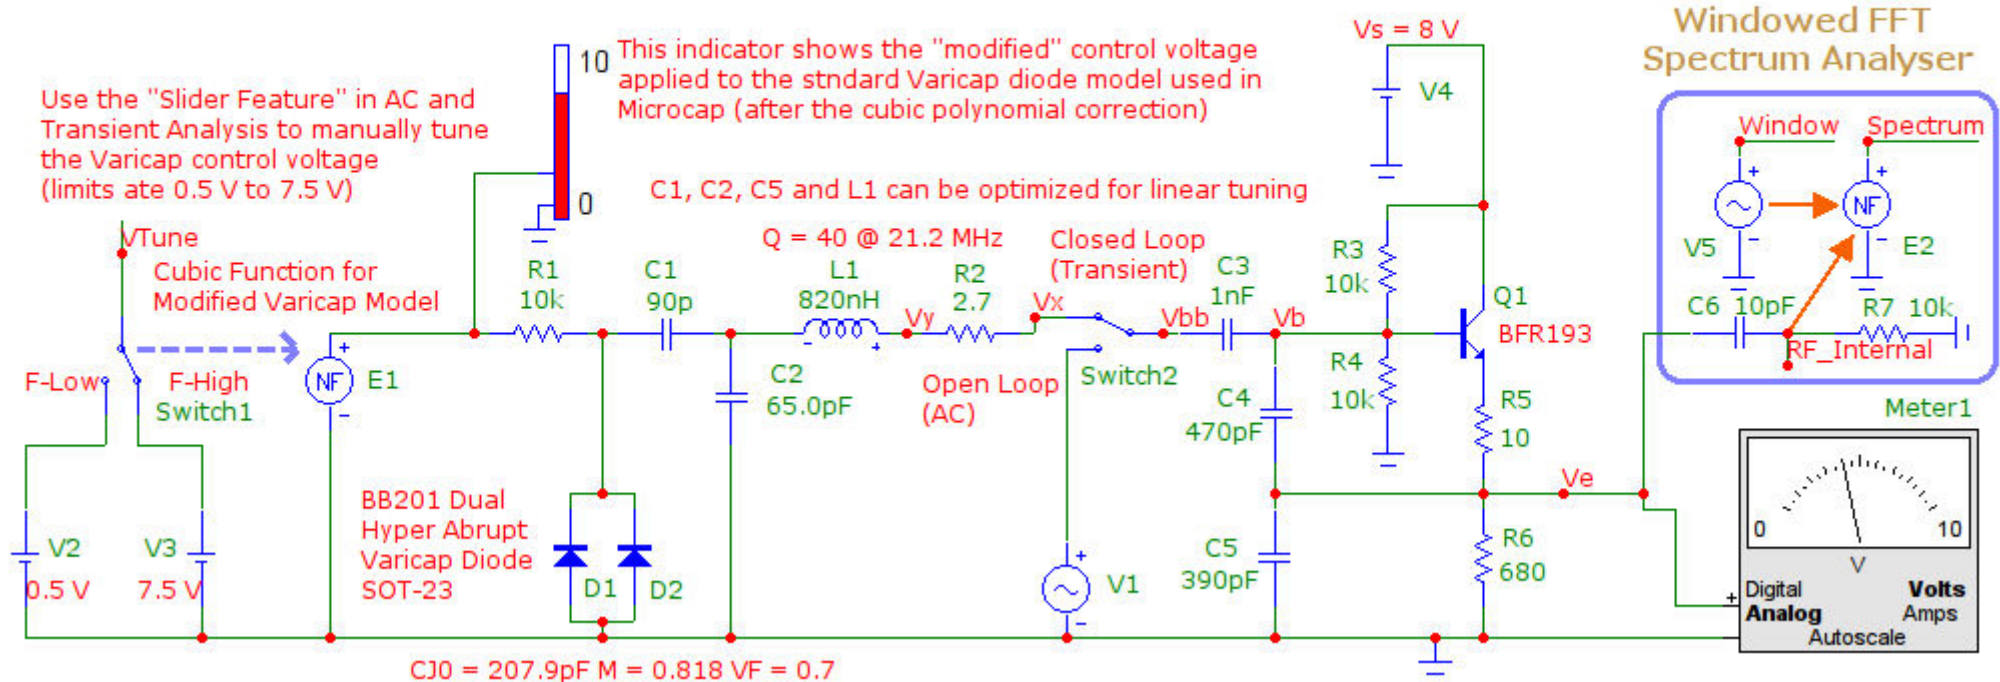 Windowed FFT
Spectrum Analyser
Vs = 8 V
V4
This indicator shows the "modified" control voltage
applied to the stndard Varicap diode model used in
Microcap (after the cubic polynomial correction)
10
0
Use the "Slider Feature" in AC and
Transient Analysis to manually tune
the Varicap control voltage
(limits ate 0.5 V to 7.5 V)
C1, C2, C5 and L1 can be optimized for linear tuning
VTune
Cubic Function for
Modified Varicap Model
Q = 40 @ 21.2 MHz
Closed Loop
(Transient)
Open Loop
(AC)
Switch2
F-Low
F-High
Switch1
NF
E1
R1
10k
C1
90p
C2
65.0pF
L1
820nH
-
+
Vy
R2
2.7
Vx
Vbb
C3
1nF
Vb
R3
10k
R4
10k
Q1
BFR193
R5
10
C4
470pF
C5
390pF
Ve
R6
680
V1
V2
0.5 V
V3
7.5 V
BB201 Dual
Hyper Abrupt
Varicap Diode
SOT-23
D1
D2
CJ0 = 207.9pF M = 0.818 VF = 0.7
Window
Spectrum
V5
NF
E2
C6 10pF
R7 10k
RF_Internal
Meter1
0
10
V
Digital
Volts
Analog
Amps
Autoscale